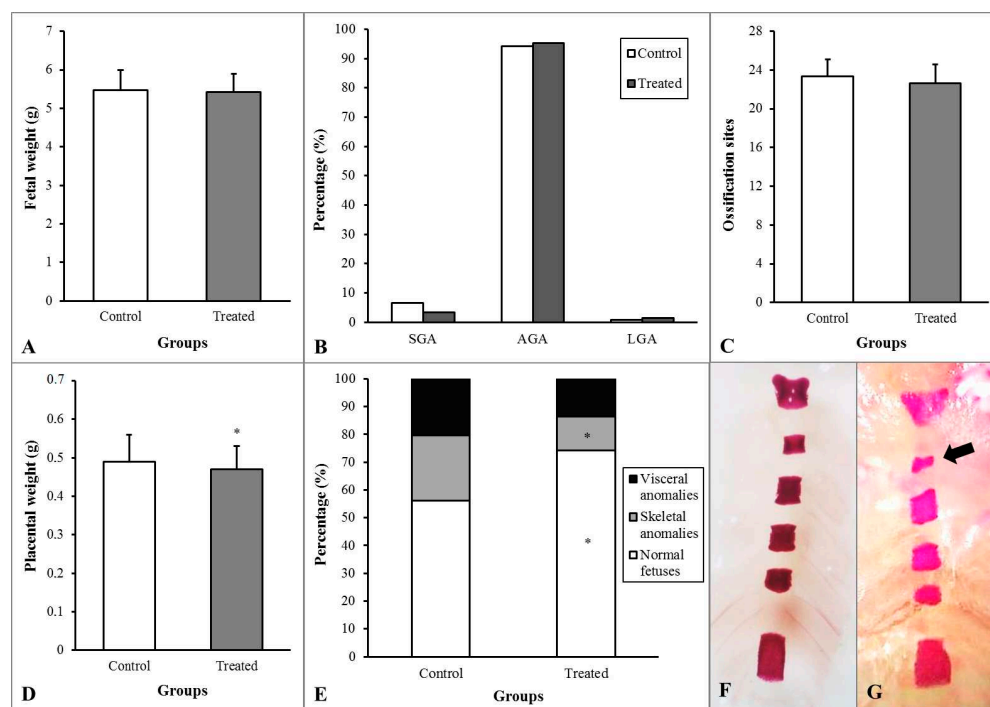 7
6
5
4
3
2
1
0
Fetal weight (g)
Control
Treated
Groups
A
100
90
80
70
60
50
40
30
20
10
0
Percentage (%)
Control
Treated
SGA
AGA
LGA
B
28
24
20
16
12
8
4
0
Ossification sites
Control
Treated
Groups
C
0.7
0.6
0.5
0.4
0.3
0.2
0.1
0
Placental weight (g)
*
Control
Treated
Groups
D
100
90
80
70
60
50
40
30
20
10
0
Percentage (%)
*
*
Visceral
anomalies
Skeletal
anomalies
Normal
fetuses
Control
Treated
Groups
E
F
G